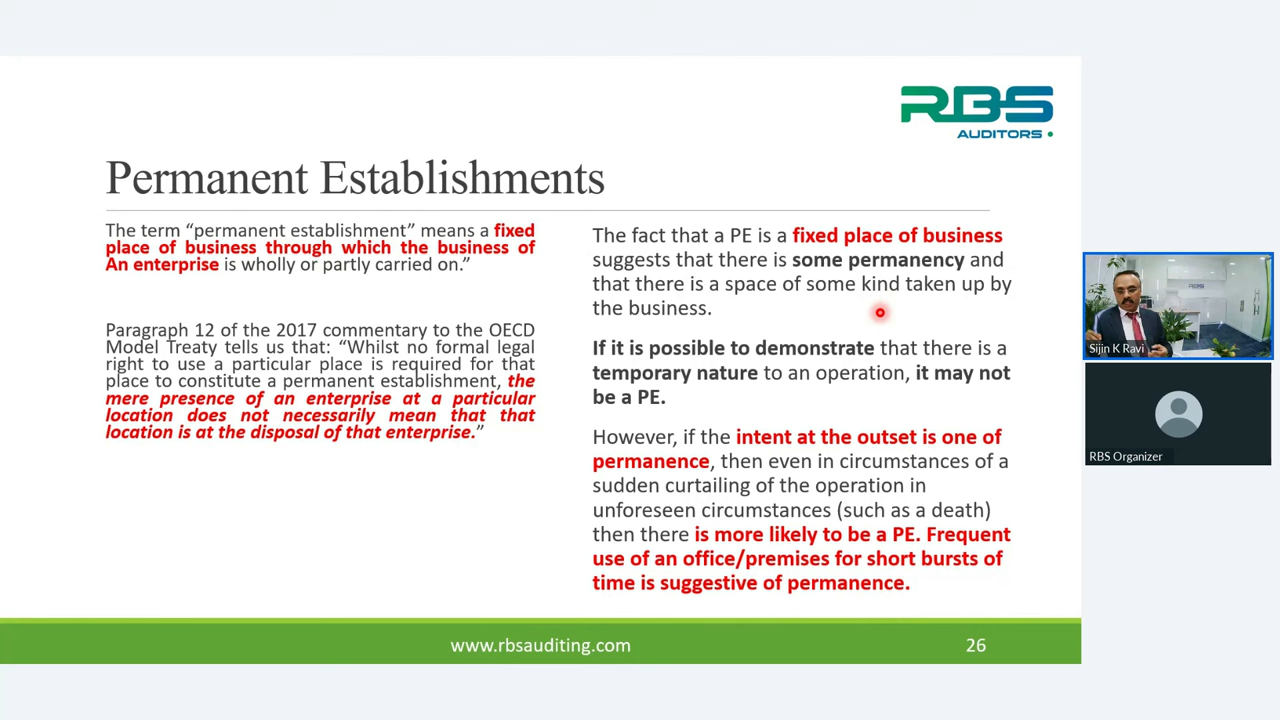 RBS
AUDITORS
Permanent Establishments
The term “permanent establishment” means a fixed
place of business through which the business of
An enterprise is wholly or partly carried on.”
Paragraph 12 of the 2017 commentary to the OECD
Model Treaty tells us that: “Whilst no formal legal
right to use a particular place is required for that
place to constitute a permanent establishment, the
mere presence of an enterprise at a particular
location does not necessarily mean that that
location is at the disposal of that enterprise.”
The fact that a PE is a fixed place of business
suggests that there is some permanency and
that there is a space of some kind taken up by
the business.
If it is possible to demonstrate that there is a
temporary nature to an operation, it may not
be a PE.
However, if the intent at the outset is one of
permanence, then even in circumstances of a
sudden curtailing of the operation in
unforeseen circumstances (such as a death)
then there is more likely to be a PE. Frequent
use of an office/premises for short bursts of
time is suggestive of permanence.
www.rbsauditing.com
26
RBS
Sijin K Ravi
RBS Organizer